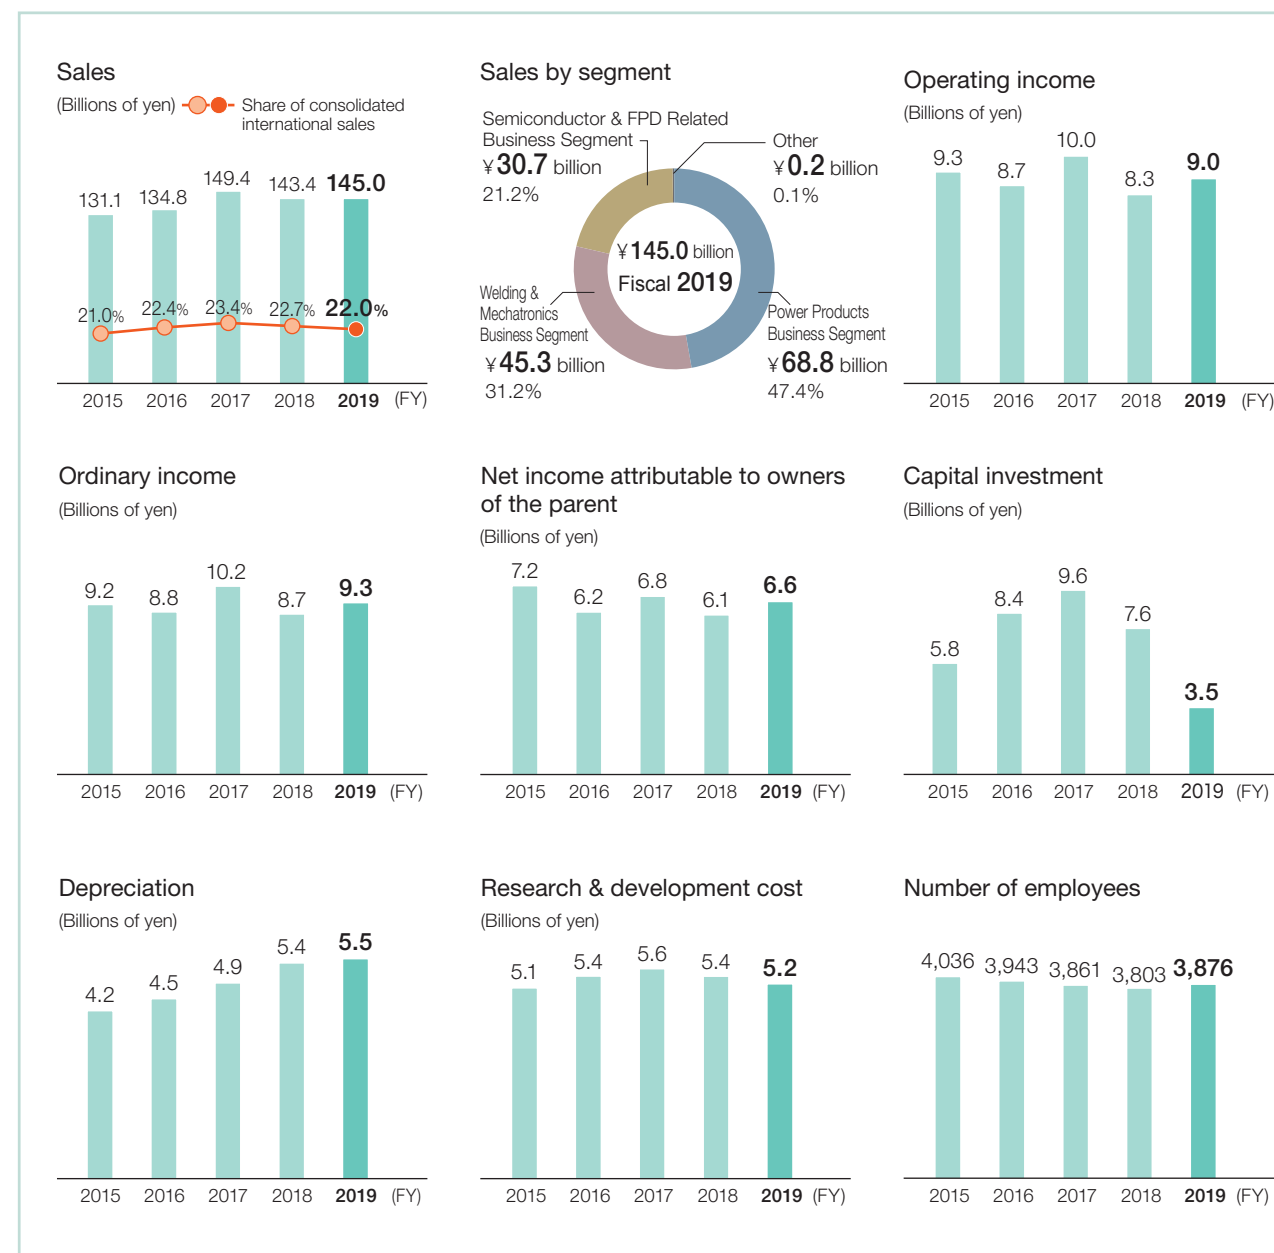 Sales
(Billions of yen)
Share of consolidated
international sales
131.1 134.8 149.4 143.4 145.0
21.0% 22.4% 23.4% 22.7% 22.0%
2015 2016 2017 2018 2019 (FY)
Sales by segment
Semiconductor & FPD Related
Business Segment
¥30.7 billion
21.2%
Other
¥0.2 billion
0.1%
¥145.0 billion
Fiscal 2019
Welding &
Mechatronics
Business Segment
¥45.3 billion
31.2%
Power Products
Business Segment
¥68.8 billion
47.4%
Operating income
(Billions of yen)
9.3 8.7 10.0 8.3 9.0
2015 2016 2017 2018 2019 (FY)
Ordinary income
(Billions of yen)
9.2 8.8 10.2 8.7 9.3
2015 2016 2017 2018 2019 (FY)
Net income attributable to owners
of the parent
(Billions of yen)
7.2 6.2 6.8 6.1 6.6
2015 2016 2017 2018 2019 (FY)
Capital investment
(Billions of yen)
5.8 8.4 9.6 7.6 3.5
2015 2016 2017 2018 2019 (FY)
Depreciation
(Billions of yen)
4.2 4.5 4.9 5.4 5.5
2015 2016 2017 2018 2019 (FY)
Research & development cost
(Billions of yen)
5.1 5.4 5.6 5.4 5.2
2015 2016 2017 2018 2019 (FY)
Number of employees
4,036 3,943 3,861 3,803 3,876
2015 2016 2017 2018 2019 (FY)